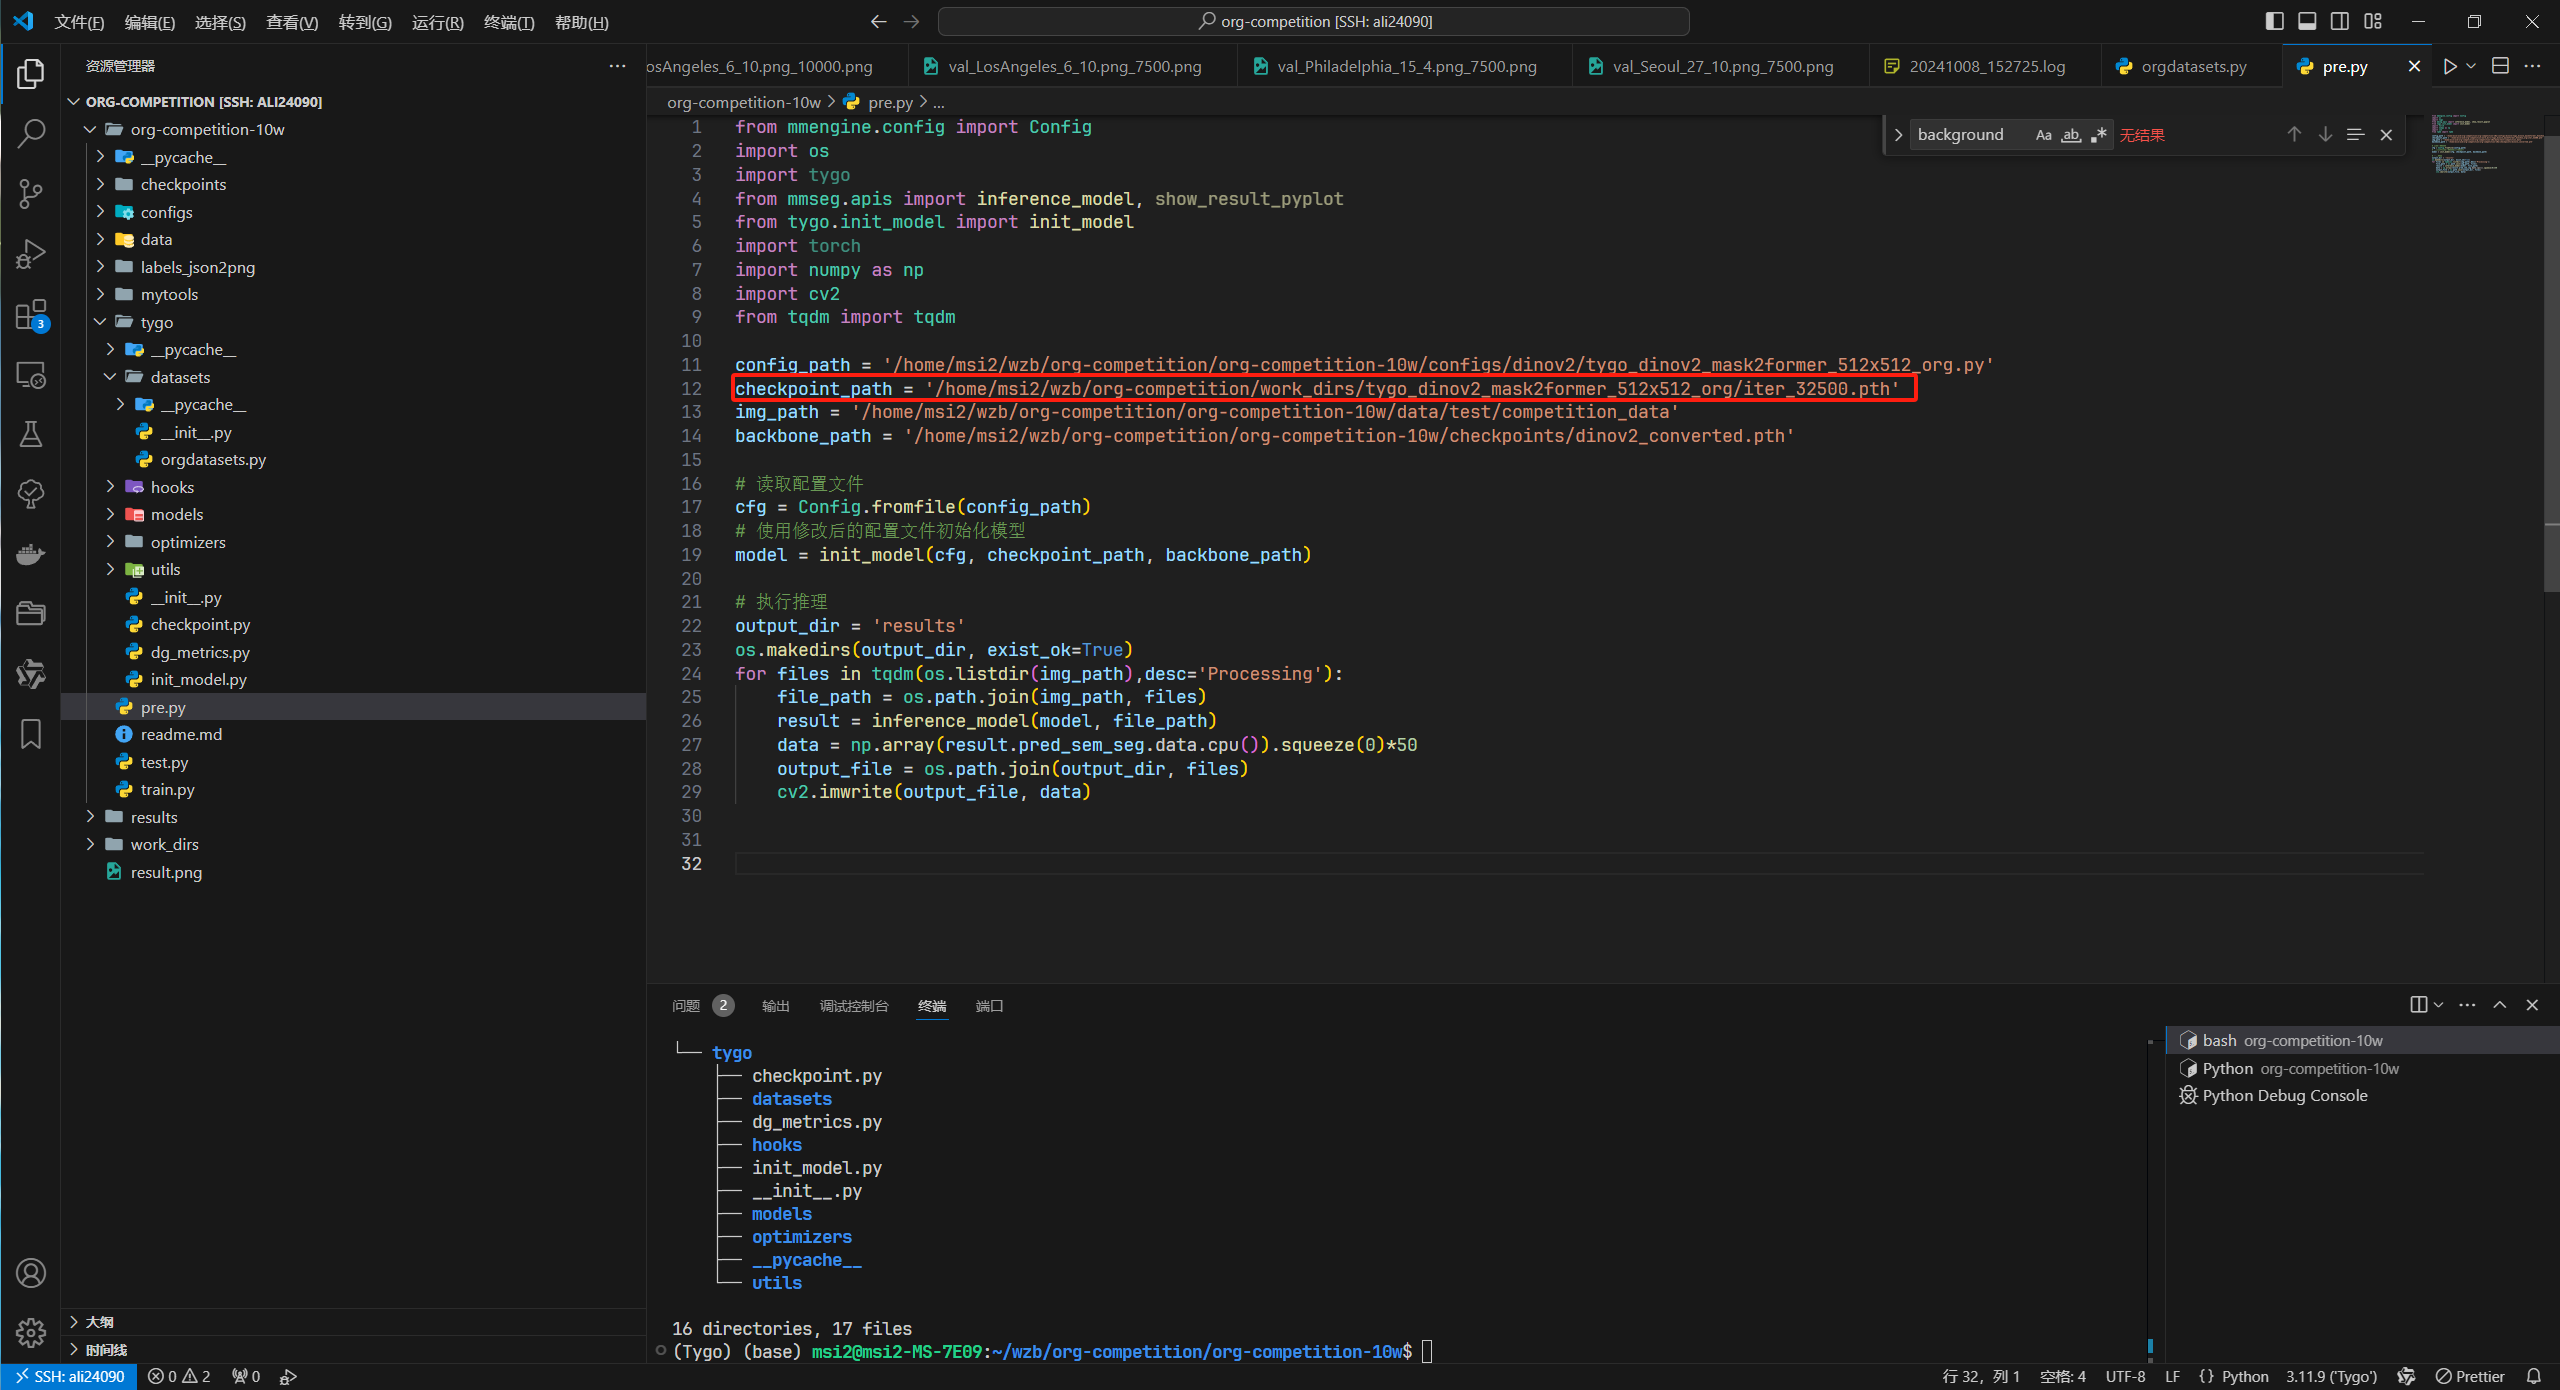 文件(F) 编辑(E) 选择(S) 查看(V) 转到(G) 运行(R) 终端(T) 帮助(H)
org-competition [SSH: ali24090]
资源管理器
ORG-COMPETITION [SSH: ALI24090]
org-competition-10w
__pycache__
checkpoints
configs
data
labels_json2png
mytools
tygo
__pycache__
datasets
__pycache__
__init__.py
orgdatasets.py
hooks
models
optimizers
utils
__init__.py
checkpoint.py
dg_metrics.py
init_model.py
pre.py
readme.md
test.py
train.py
results
work_dirs
result.png
大纲
时间线
3
osAngeles_6_10.png_10000.png val_LosAngeles_6_10.png_7500.png val_Philadelphia_15_4.png_7500.png val_Seoul_27_10.png_7500.png 20241008_152725.log orgdatasets.py pre.py
org-competition-10w > pre.py > ...
background Aa ab 无结果
1 from mmengine.config import Config
2 import os
3 import tygo
4 from mmseg.apis import inference_model, show_result_pyplot
5 from tygo.init_model import init_model
6 import torch
7 import numpy as np
8 import cv2
9 from tqdm import tqdm
10
11 config_path = '/home/msi2/wzb/org-competition/org-competition-10w/configs/dinov2/tygo_dinov2_mask2former_512x512_org.py'
12 checkpoint_path = '/home/msi2/wzb/org-competition/work_dirs/tygo_dinov2_mask2former_512x512_org/iter_32500.pth'
13 img_path = '/home/msi2/wzb/org-competition/org-competition-10w/data/test/competition_data'
14 backbone_path = '/home/msi2/wzb/org-competition/org-competition-10w/checkpoints/dinov2_converted.pth'
15
16 # 读取配置文件
17 cfg = Config.fromfile(config_path)
18 # 使用修改后的配置文件初始化模型
19 model = init_model(cfg, checkpoint_path, backbone_path)
20
21 # 执行推理
22 output_dir = 'results'
23 os.makedirs(output_dir, exist_ok=True)
24 for files in tqdm(os.listdir(img_path),desc='Processing'):
25 file_path = os.path.join(img_path, files)
26 result = inference_model(model, file_path)
27 data = np.array(result.pred_sem_seg.data.cpu()).squeeze(0)*50
28 output_file = os.path.join(output_dir, files)
29 cv2.imwrite(output_file, data)
30
31
32
问题 2 输出 调试控制台 终端 端口
└── tygo
├── checkpoint.py
├── datasets
├── dg_metrics.py
├── hooks
├── init_model.py
├── __init__.py
├── models
├── optimizers
├── __pycache__
└── utils
16 directories, 17 files
(Tygo) (base) msi2@msi2-MS-7E09:~/wzb/org-competition/org-competition-10w$
bash org-competition-10w
Python org-competition-10w
Python Debug Console
SSH: ali24090 0 2 0 行 32, 列 1 空格: 4 UTF-8 LF {} Python 3.11.9 ('Tygo') Prettier